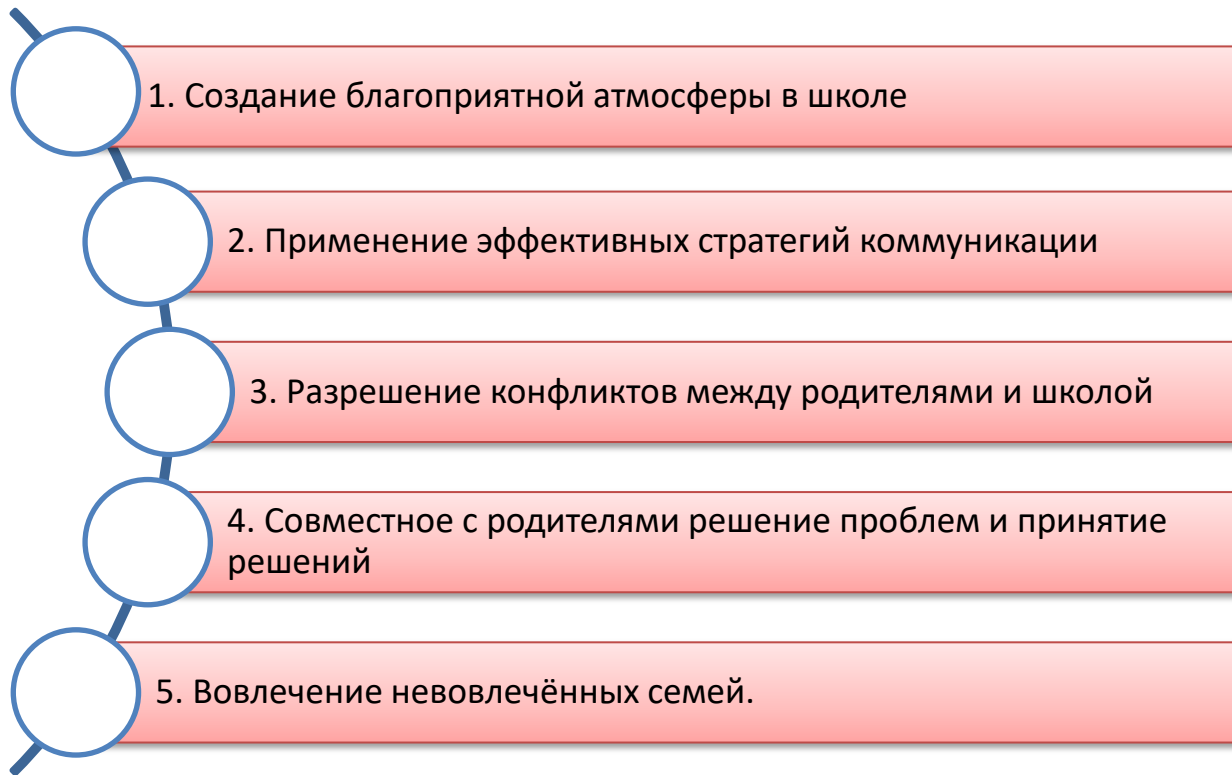 1. Создание благоприятной атмосферы в школе
2. Применение эффективных стратегий коммуникации
3. Разрешение конфликтов между родителями и школой
4. Совместное с родителями решение проблем и принятие
решений
5. Вовлечение невовлечённых семей.